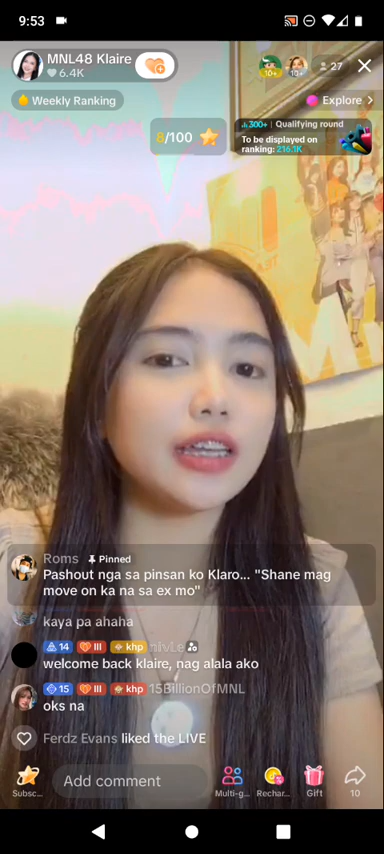 9:53
MNL48 Klaire
6.4K
10+
10+
27
Weekly Ranking
Explore >
8/100
300+ | Qualifying round
To be displayed on
ranking: 216.1K
Roms Pinned
Pashout nga sa pinsan ko Klaro... "Shane mag
move on ka na sa ex mo"
kaya pa ahaha
14 III khp
welcome back klaire, nag alala ako
15 III khp 15BillionOfMNL
oks na
Ferdz Evans liked the LIVE
Add comment
Subsc...
Multi-g...
Rechar...
Gift
10